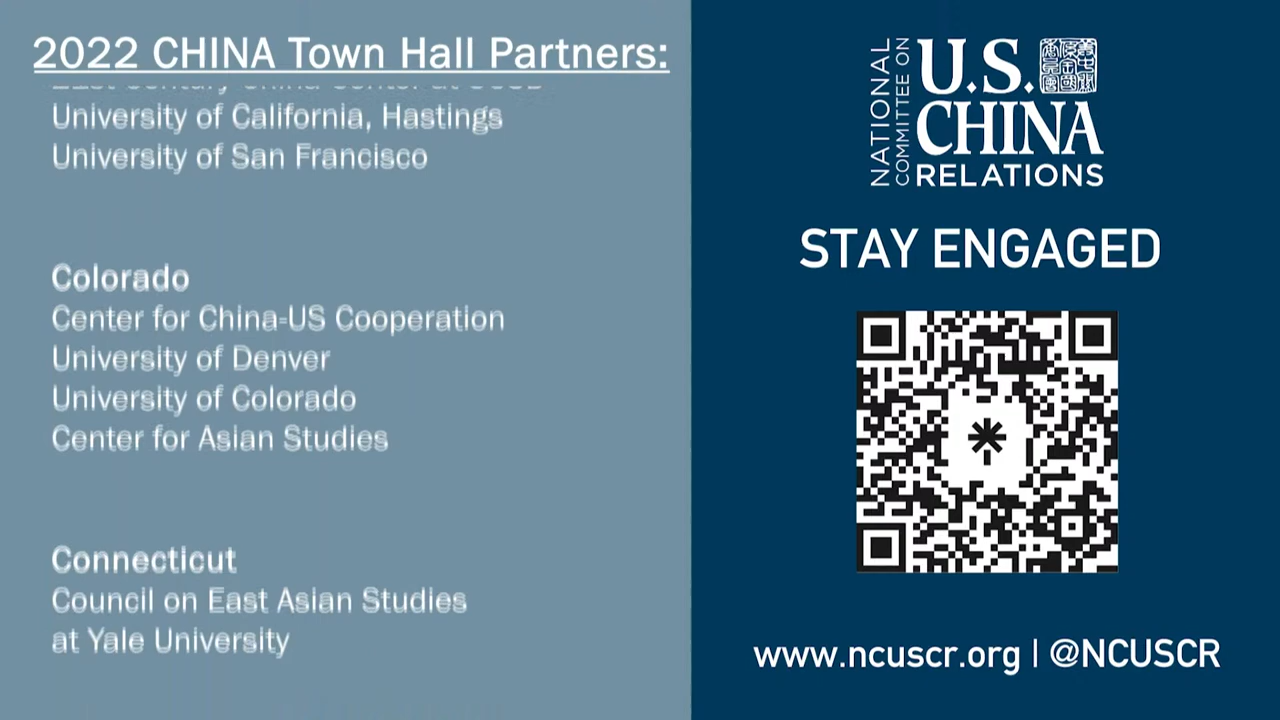 2022 CHINA Town Hall Partners:
University of California, Hastings
University of San Francisco
Colorado
Center for China-US Cooperation
University of Denver
University of Colorado
Center for Asian Studies
Connecticut
Council on East Asian Studies
at Yale University
NATIONAL
COMMITTEE ON
U.S.
CHINA
RELATIONS
STAY ENGAGED
www.ncuscr.org | @NCUSCR